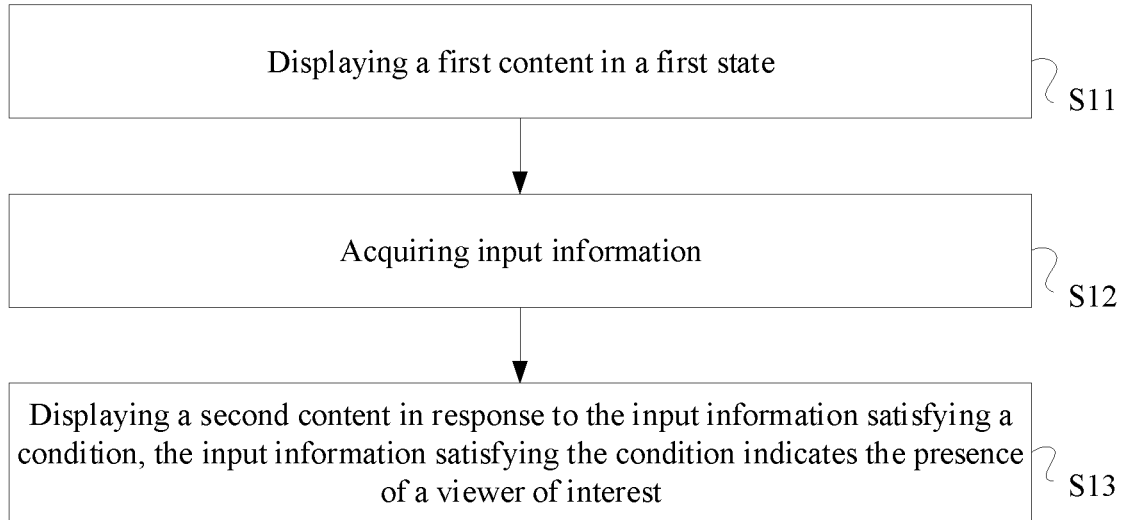 Displaying a first content in a first state
S11
Acquiring input information
S12
Displaying a second content in response to the input information satisfying a
condition, the input information satisfying the condition indicates the presence
of a viewer of interest
S13